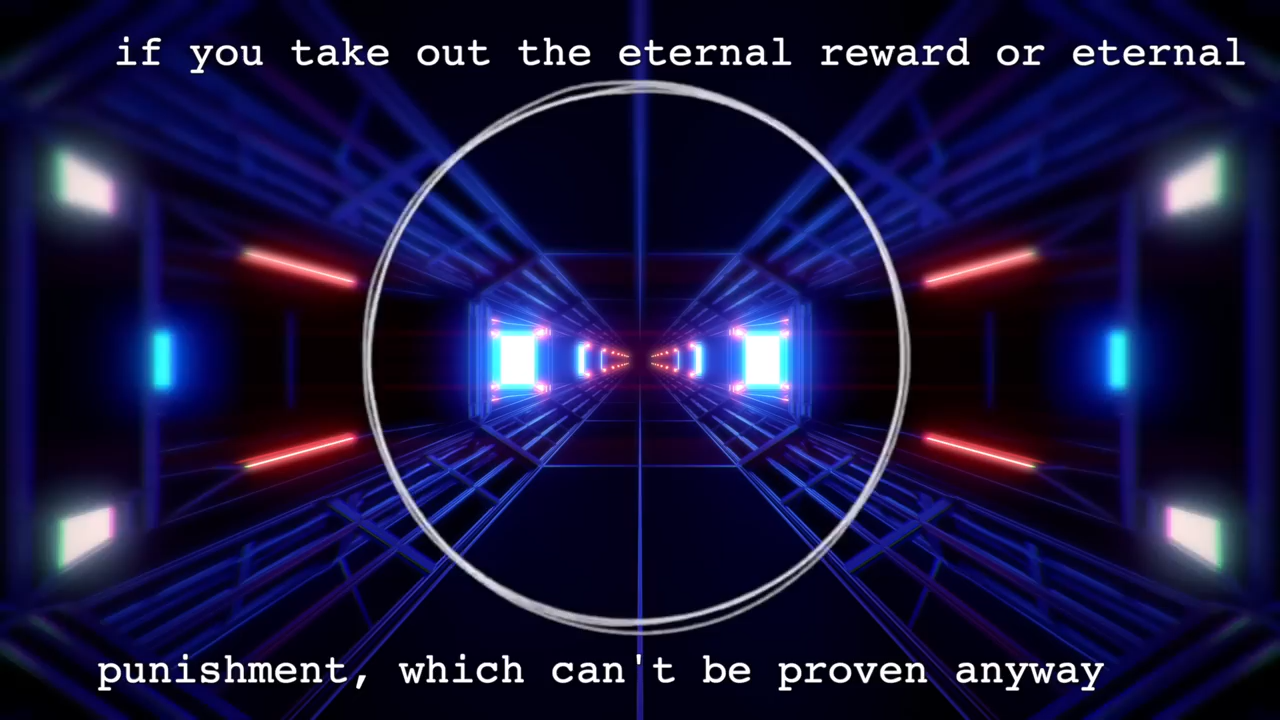 if you take out the eternal reward or eternal
punishment, which can't be proven anyway